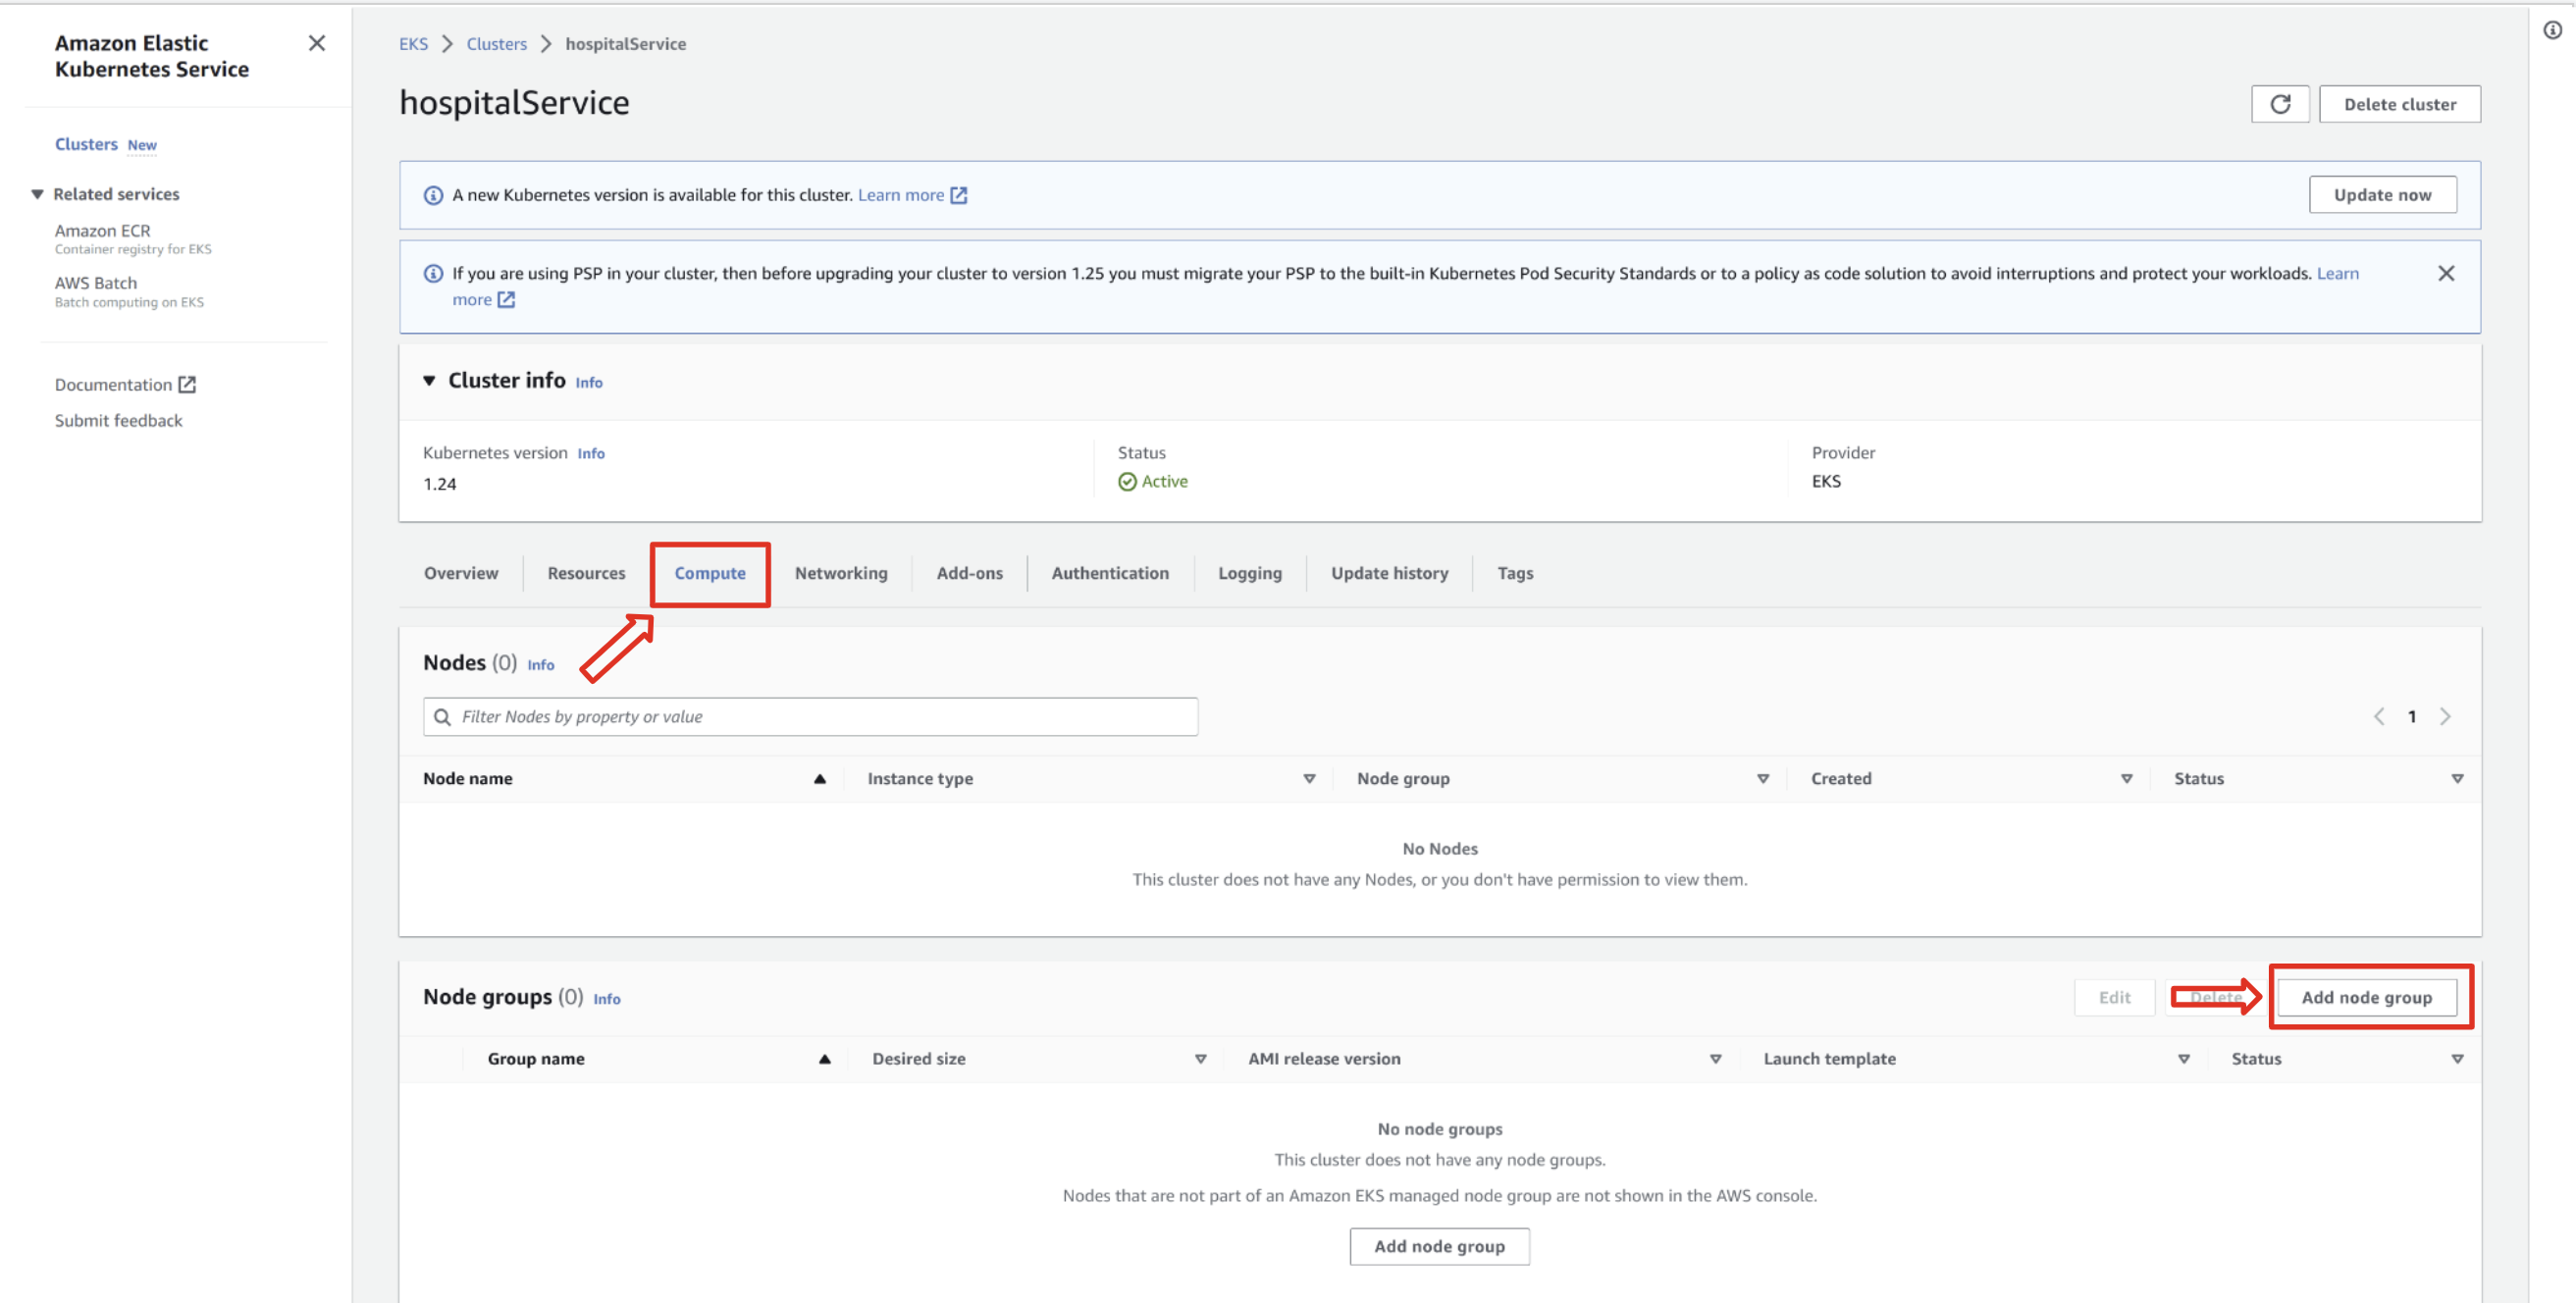 Amazon Elastic
Kubernetes Service
Clusters New
Related services
Amazon ECR
Container registry for EKS
AWS Batch
Batch computing on EKS
Documentation
Submit feedback
EKS > Clusters > hospitalService
hospitalService
Delete cluster
A new Kubernetes version is available for this cluster. Learn more
Update now
If you are using PSP in your cluster, then before upgrading your cluster to version 1.25 you must migrate your PSP to the built-in Kubernetes Pod Security Standards or to a policy as code solution to avoid interruptions and protect your workloads. Learn
more
Cluster info Info
Kubernetes version Info
1.24
Status
Active
Provider
EKS
Overview Resources Compute Networking Add-ons Authentication Logging Update history Tags
Nodes (0) Info
Filter Nodes by property or value
1
Node name Instance type Node group Created Status
No Nodes
This cluster does not have any Nodes, or you don't have permission to view them.
Node groups (0) Info
Edit Delete Add node group
Group name Desired size AMI release version Launch template Status
No node groups
This cluster does not have any node groups.
Nodes that are not part of an Amazon EKS managed node group are not shown in the AWS console.
Add node group